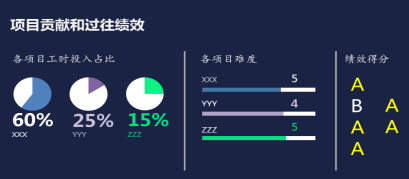 项目贡献和过往绩效
各项目工时投入占比
60%
XXX
25%
YYY
15%
ZZZ
各项目难度
XXX 5
YYY 4
ZZZ 5
绩效得分
A
B A
A A
A